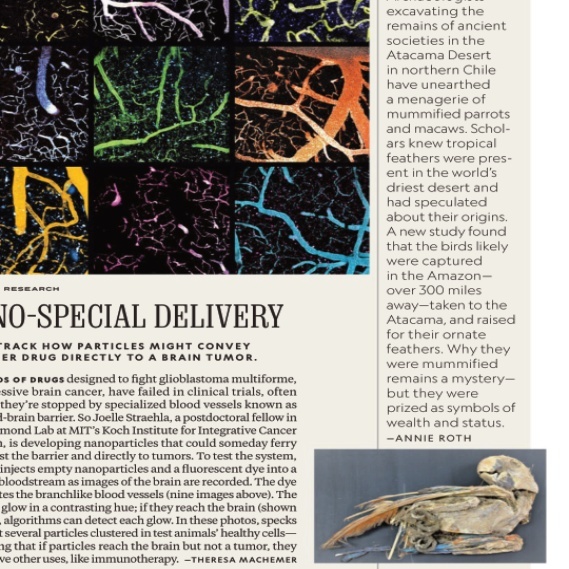 RESEARCH
NO-SPECIAL DELIVERY
TRACK HOW PARTICLES MIGHT CONVEY
ER DRUG DIRECTLY TO A BRAIN TUMOR.
DS OF DRUGS designed to fight glioblastoma multiforme,
essive brain cancer, have failed in clinical trials, often
they're stopped by specialized blood vessels known as
d-brain barrier. So Joelle Straehla, a postdoctoral fellow in
mond Lab at MIT's Koch Institute for Integrative Cancer
h, is developing nanoparticles that could someday ferry
st the barrier and directly to tumors. To test the system,
injects empty nanoparticles and a fluorescent dye into a
bloodstream as images of the brain are recorded. The dye
tes the branchlike blood vessels (nine images above). The
glow in a contrasting hue; if they reach the brain (shown
, algorithms can detect each glow. In these photos, specks
t several particles clustered in test animals' healthy cells—
ng that if particles reach the brain but not a tumor, they
ve other uses, like immunotherapy. —THERESA MACHEMER
excavating the
remains of ancient
societies in the
Atacama Desert
in northern Chile
have unearthed
a menagerie of
mummified parrots
and macaws. Schol-
ars knew tropical
feathers were pres-
ent in the world's
driest desert and
had speculated
about their origins.
A new study found
that the birds likely
were captured
in the Amazon—
over 300 miles
away—taken to the
Atacama, and raised
for their ornate
feathers. Why they
were mummified
remains a mystery—
but they were
prized as symbols of
wealth and status.
—ANNIE ROTH